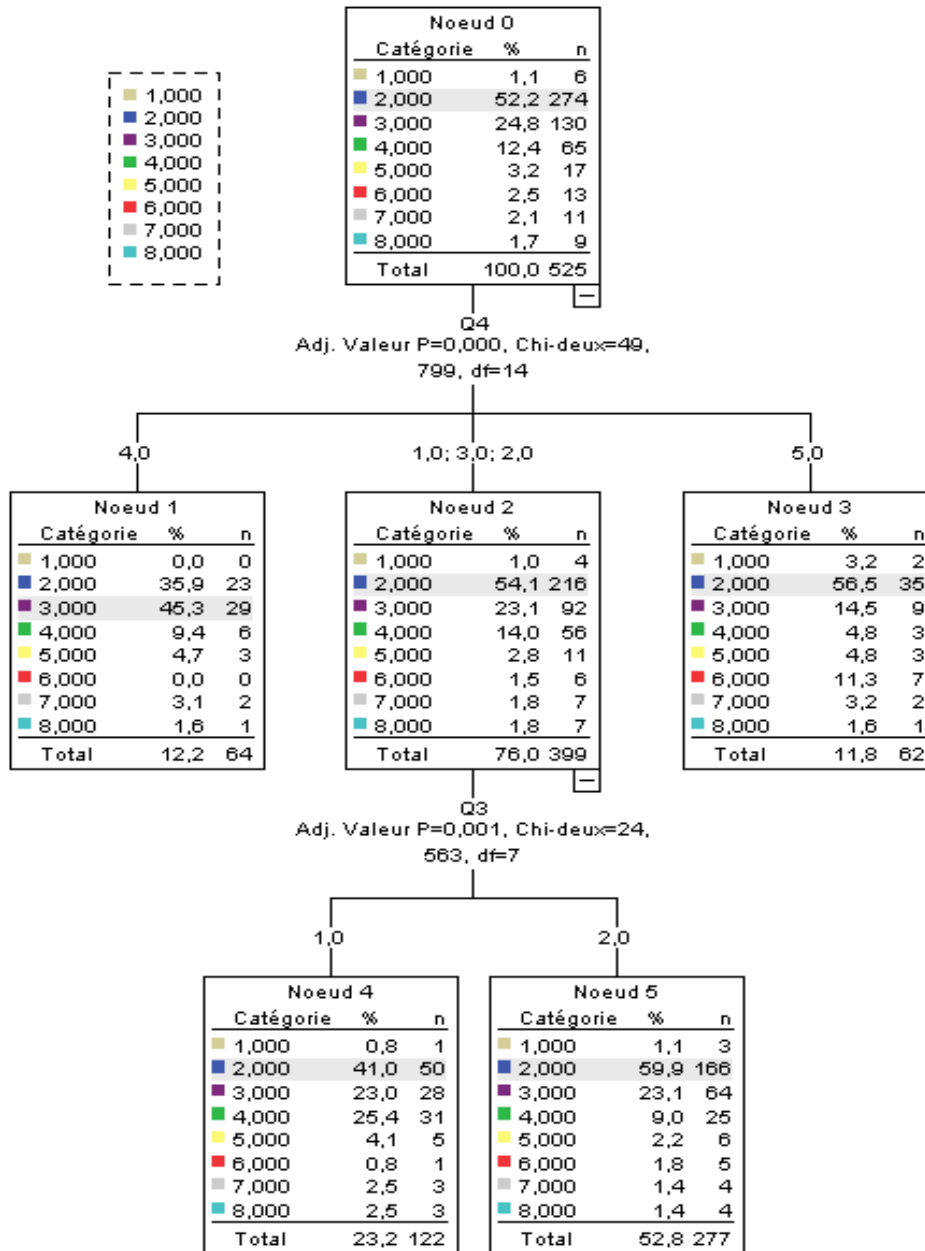 Noeud 0
Catégorie % n
1,000 1,1 6
2,000 52,2 274
3,000 24,8 130
4,000 12,4 65
5,000 3,2 17
6,000 2,5 13
7,000 2,1 11
8,000 1,7 9
Total 100,0 525
1,000
2,000
3,000
4,000
5,000
6,000
7,000
8,000
Q4
Adj. Valeur P=0,000, Chi-deux=49,
799, df=14
4,0
1,0; 3,0; 2,0
5,0
Noeud 1
Catégorie % n
1,000 0,0 0
2,000 35,9 23
3,000 45,3 29
4,000 9,4 6
5,000 4,7 3
6,000 0,0 0
7,000 3,1 2
8,000 1,6 1
Total 12,2 64
Noeud 2
Catégorie % n
1,000 1,0 4
2,000 54,1 216
3,000 23,1 92
4,000 14,0 56
5,000 2,8 11
6,000 1,5 6
7,000 1,8 7
8,000 1,8 7
Total 76,0 399
Noeud 3
Catégorie % n
1,000 3,2 2
2,000 56,5 35
3,000 14,5 9
4,000 4,8 3
5,000 4,8 3
6,000 11,3 7
7,000 3,2 2
8,000 1,6 1
Total 11,8 62
Q3
Adj. Valeur P=0,001, Chi-deux=24,
563, df=7
1,0
2,0
Noeud 4
Catégorie % n
1,000 0,8 1
2,000 41,0 50
3,000 23,0 28
4,000 25,4 31
5,000 4,1 5
6,000 0,8 1
7,000 2,5 3
8,000 2,5 3
Total 23,2 122
Noeud 5
Catégorie % n
1,000 1,1 3
2,000 59,9 166
3,000 23,1 64
4,000 9,0 25
5,000 2,2 6
6,000 1,8 5
7,000 1,4 4
8,000 1,4 4
Total 52,8 277